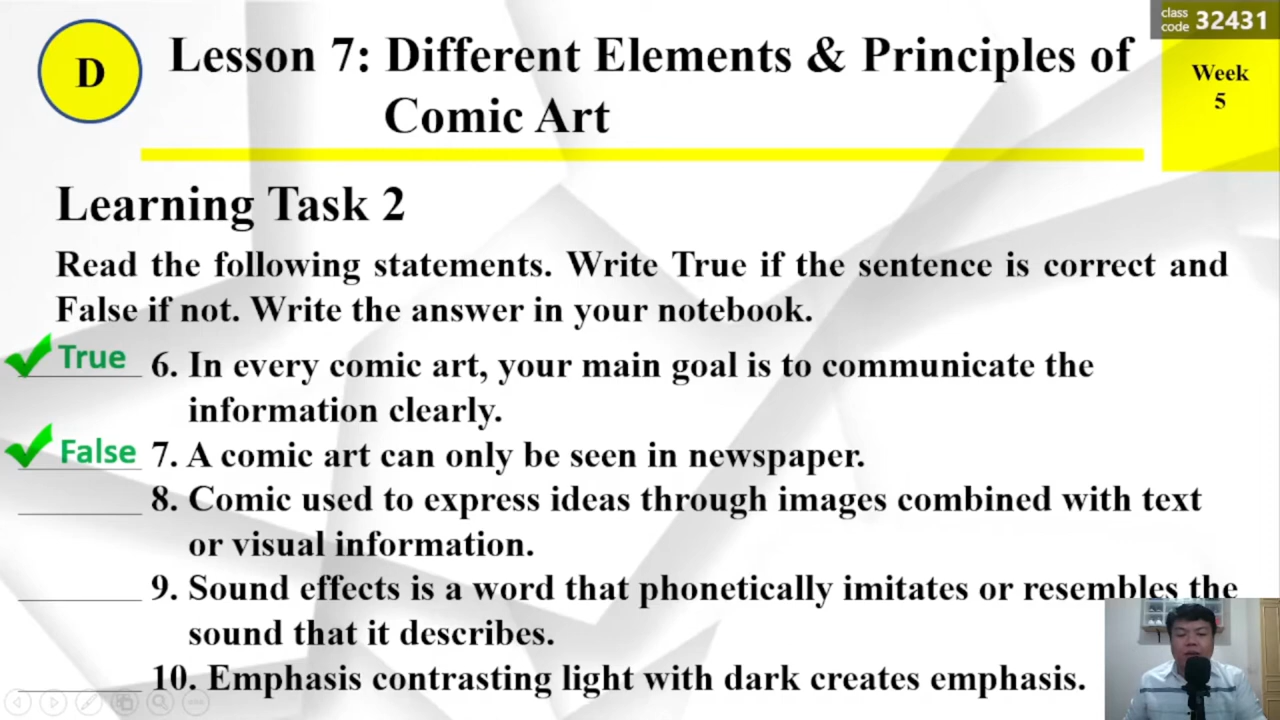 class
code 32431
D
Lesson 7: Different Elements & Principles of
Comic Art
Week
5
Learning Task 2
Read the following statements. Write True if the sentence is correct and
False if not. Write the answer in your notebook.
True 6. In every comic art, your main goal is to communicate the
information clearly.
False 7. A comic art can only be seen in newspaper.
8. Comic used to express ideas through images combined with text
or visual information.
9. Sound effects is a word that phonetically imitates or resembles the
sound that it describes.
10. Emphasis contrasting light with dark creates emphasis.